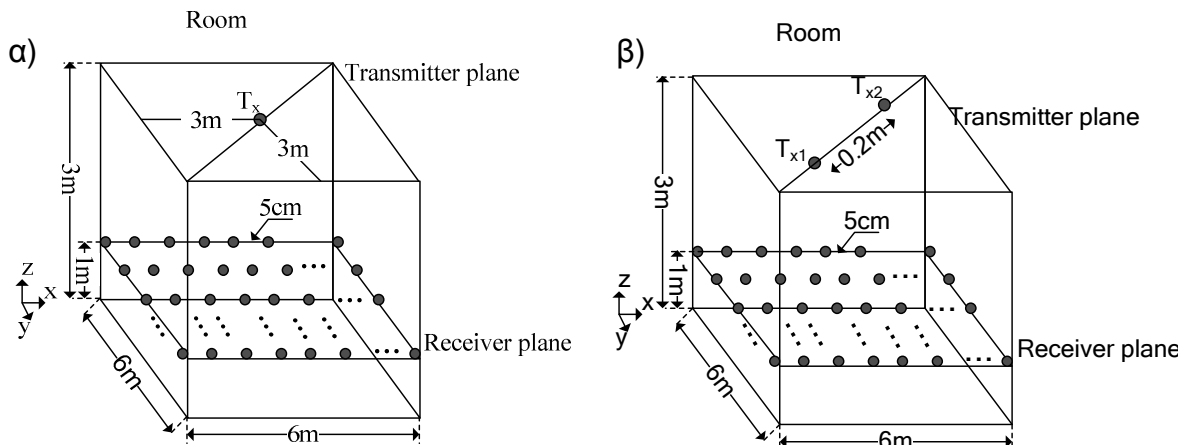 Room
α)
Transmitter plane
Tx
3m
3m
3m
5cm
1m
z
x
y
Receiver plane
6m
6m
Room
β)
Tx2
Transmitter plane
Tx1
0.2m
3m
5cm
1m
z
x
y
Receiver plane
6m
6m